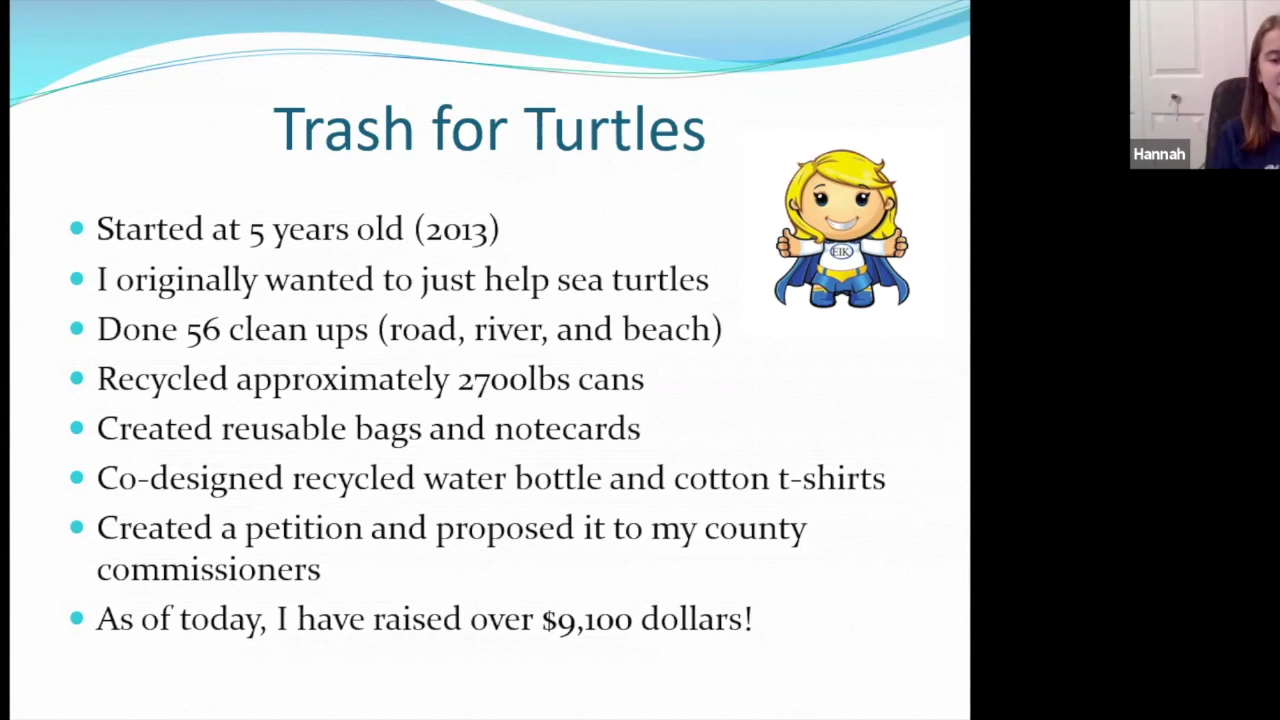 Trash for Turtles
Hannah
EIK
Started at 5 years old (2013)
I originally wanted to just help sea turtles
Done 56 clean ups (road, river, and beach)
Recycled approximately 2700lbs cans
Created reusable bags and notecards
Co-designed recycled water bottle and cotton t-shirts
Created a petition and proposed it to my county
commissioners
As of today, I have raised over $9,100 dollars!